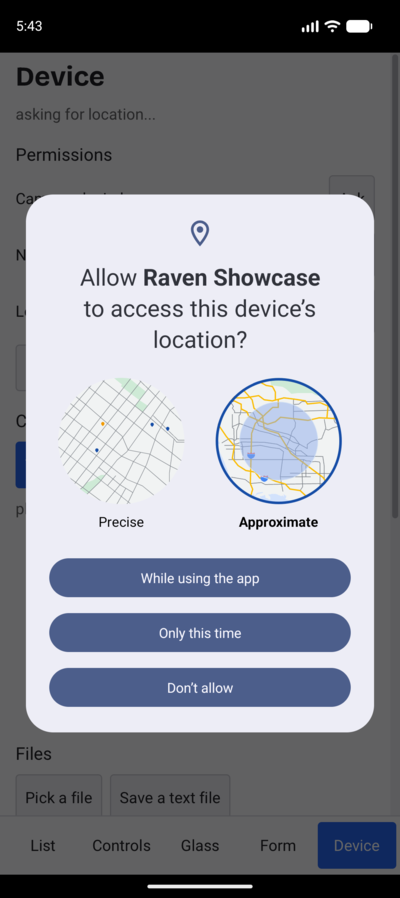 5:43
Device
asking for location...
Permissions
Allow Raven Showcase
to access this device's
location?
Precise
Approximate
While using the app
Only this time
Don't allow
Files
Pick a file
Save a text file
List
Controls
Glass
Form
Device